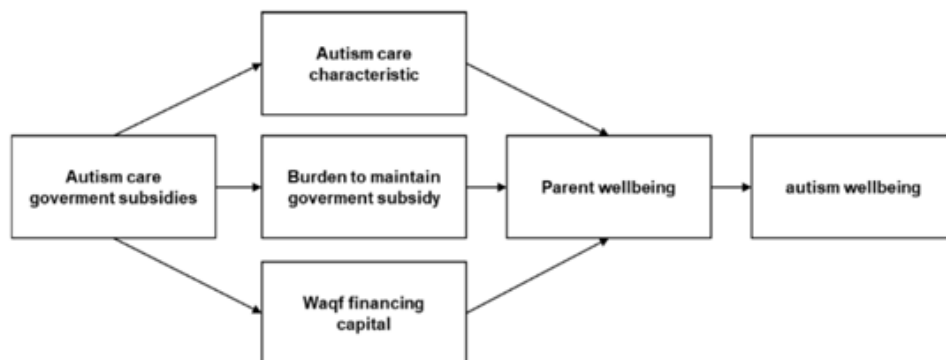 Autism care
characteristic
Autism care
goverment subsidies
Burden to maintain
goverment subsidy
Parent wellbeing
autism wellbeing
Waqf financing
capital